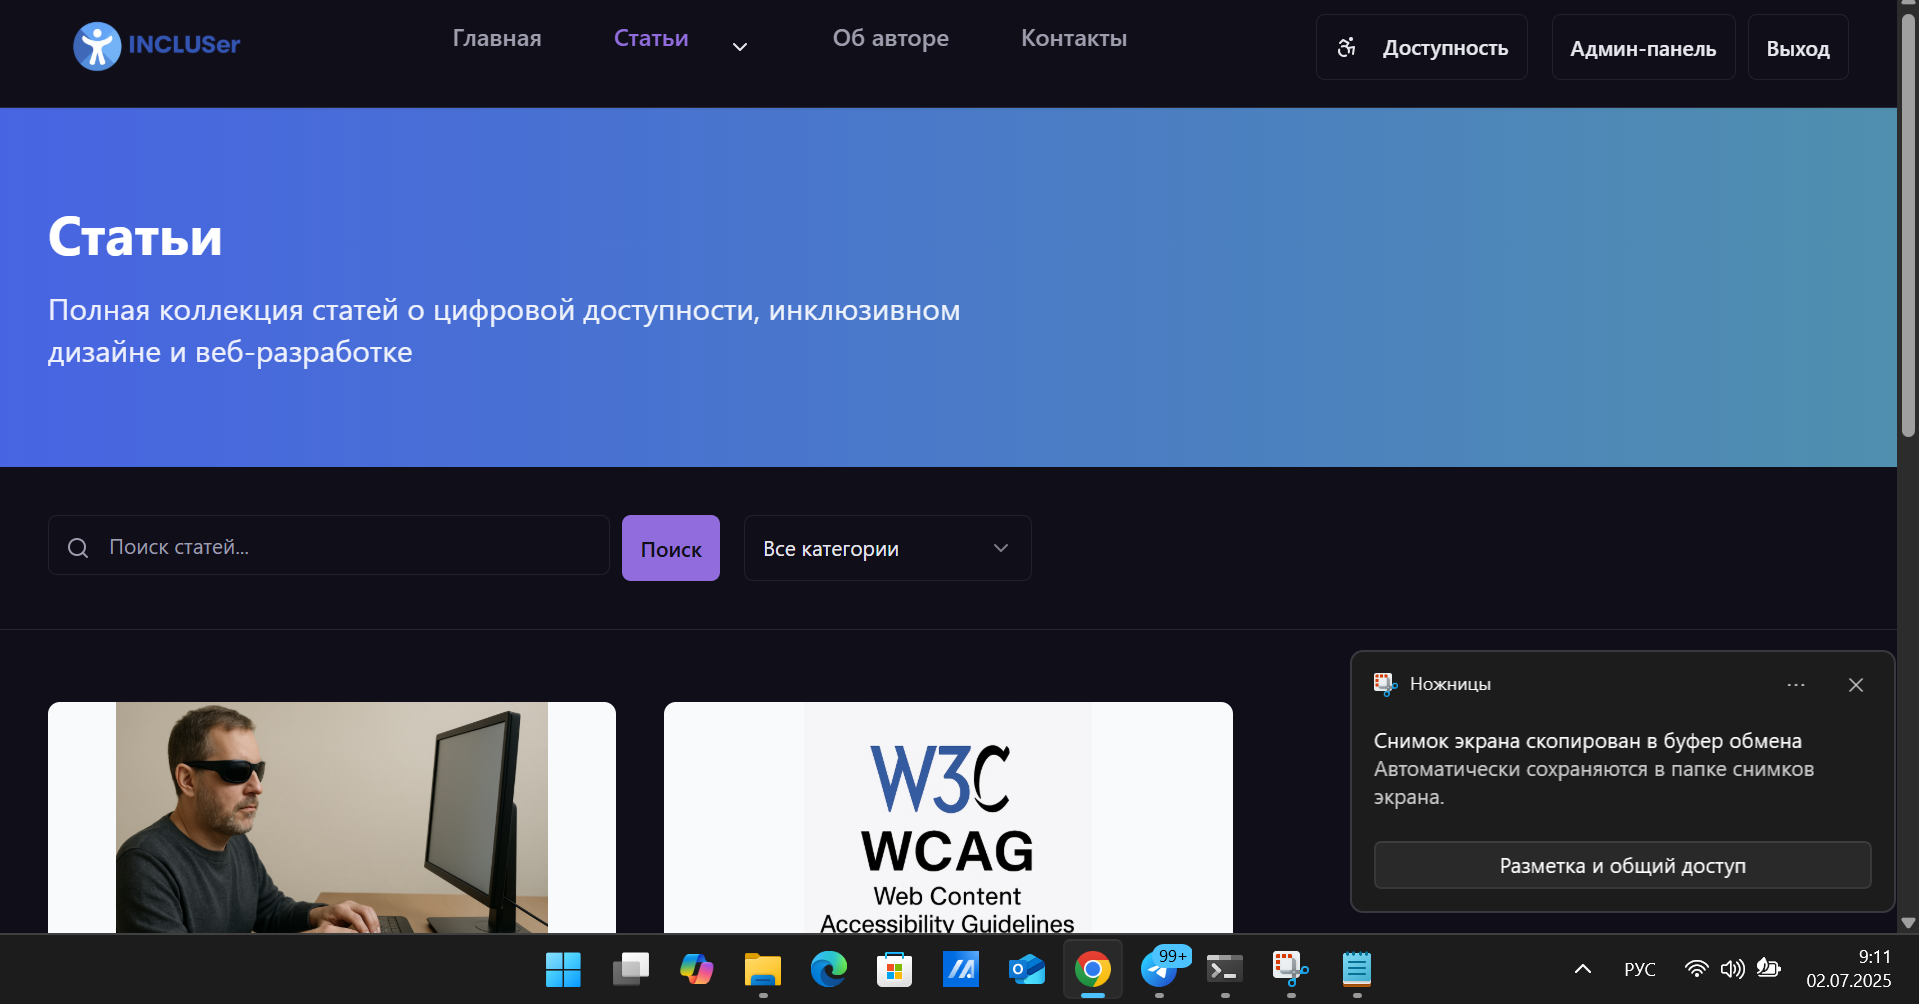 INCLUSer
Главная
Статьи
Об авторе
Контакты
Доступность
Админ-панель
Выход
Статьи
Полная коллекция статей о цифровой доступности, инклюзивном
дизайне и веб-разработке
Поиск статей...
Поиск
Все категории
W3C
WCAG
Web Content
Accessibility Guidelines
Ножницы
Снимок экрана скопирован в буфер обмена
Автоматически сохраняются в папке снимков
экрана.
Разметка и общий доступ
99+
РУС
9:11
02.07.2025